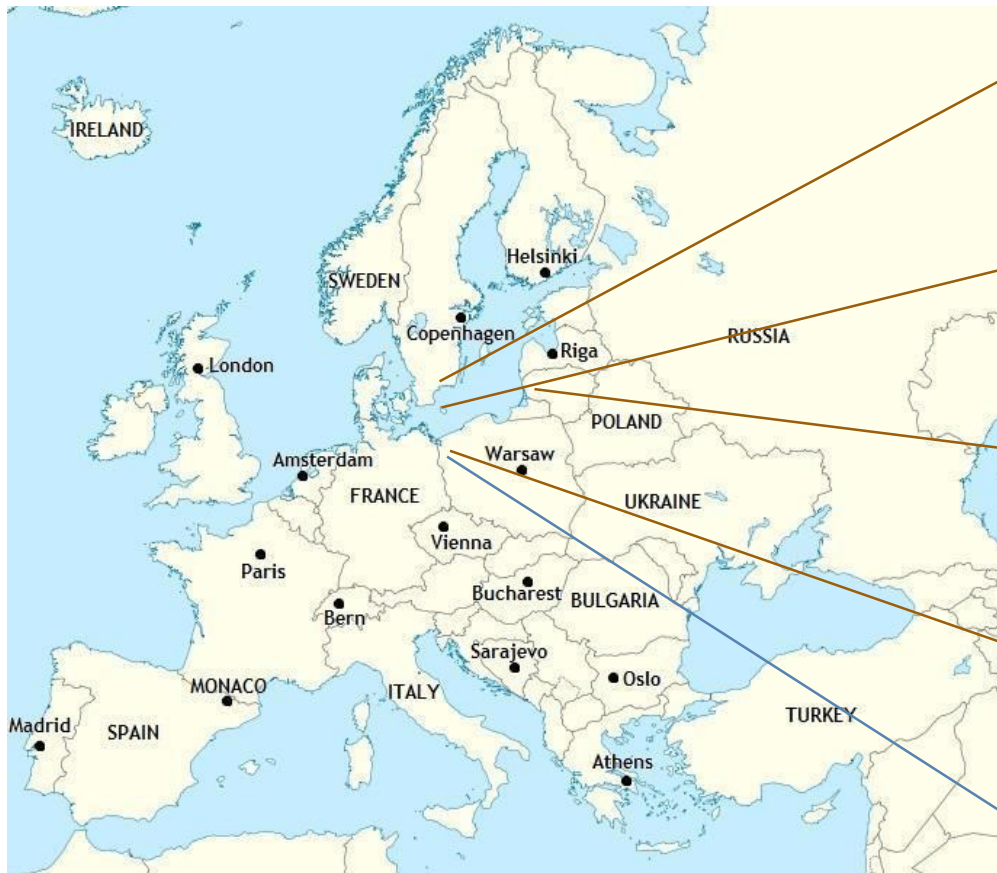 IRELAND
Helsinki
SWEDEN
Copenhagen
RUSSIA
Riga
London
POLAND
Warsaw
Amsterdam
FRANCE
UKRAINE
Vienna
Paris
Bucharest
BULGARIA
Bern
Sarajevo
Oslo
MONACO
ITALY
TURKEY
Madrid
SPAIN
Athens